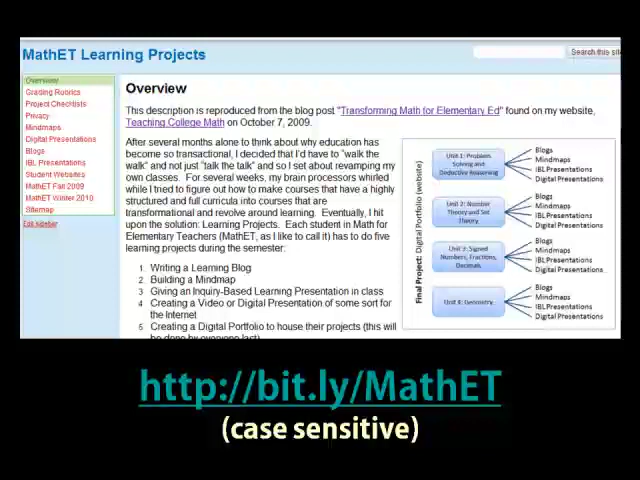 MathET Learning Projects
Search this sit
Overview
Grading Rubrics
Project Checklists
Privacy
Mindmaps
Digital Presentations
Blogs
IBL Presentations
Student Websites
MathET Fall 2009
MathET Winter 2010
Sitemap
Edit sidebar
Overview
This description is reproduced from the blog post "Transforming Math for Elementary Ed" found on my website,
Teaching College Math on October 7, 2009.
After several months alone to think about why education has
become so transactional, I decided that I'd have to "walk the
walk" and not just "talk the talk" and so I set about revamping my
own classes. For several weeks, my brain processors whirled
while I tried to figure out how to make courses that have a highly
structured and full curricula into courses that are
transformational and revolve around learning. Eventually, I hit
upon the solution: Learning Projects. Each student in Math for
Elementary Teachers (MathET, as I like to call it) has to do five
learning projects during the semester:
1. Writing a Learning Blog
2. Building a Mindmap
3. Giving an Inquiry-Based Learning Presentation in class
4. Creating a Video or Digital Presentation of some sort for
the Internet
5. Creating a Digital Portfolio to house their projects (this will
be done by everyone last)
Final Project: Digital Portfolio (website)
Unit 1: Problem
Solving and
Deductive Reasoning
Blogs
Mindmaps
IBL Presentations
Digital Presentations
Unit 2: Number
Theory and Set
Theory
Blogs
Mindmaps
IBL Presentations
Digital Presentations
Unit 3: Signed
Numbers, Fractions,
Decimals
Blogs
Mindmaps
IBL Presentations
Digital Presentations
Unit 4: Geometry
Blogs
Mindmaps
IBL Presentations
Digital Presentations
http://bit.ly/MathET
(case sensitive)